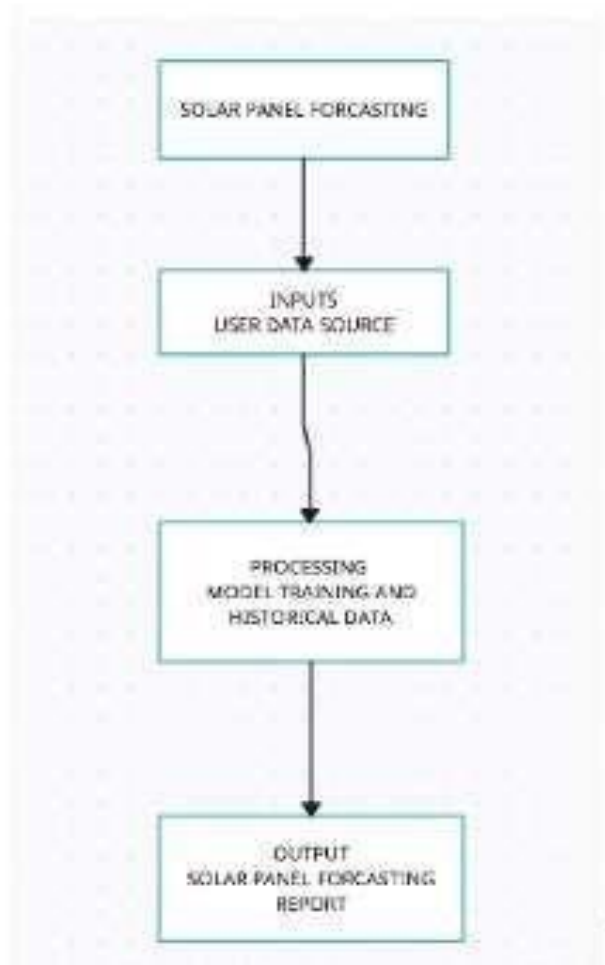 SOLAR PANEL FORCASTING
INPUTS
USER DATA SOURCE
PROCESSING
MODEL TRAINING AND
HISTORICAL DATA
OUTPUT
SOLAR PANEL FORCASTING
REPORT